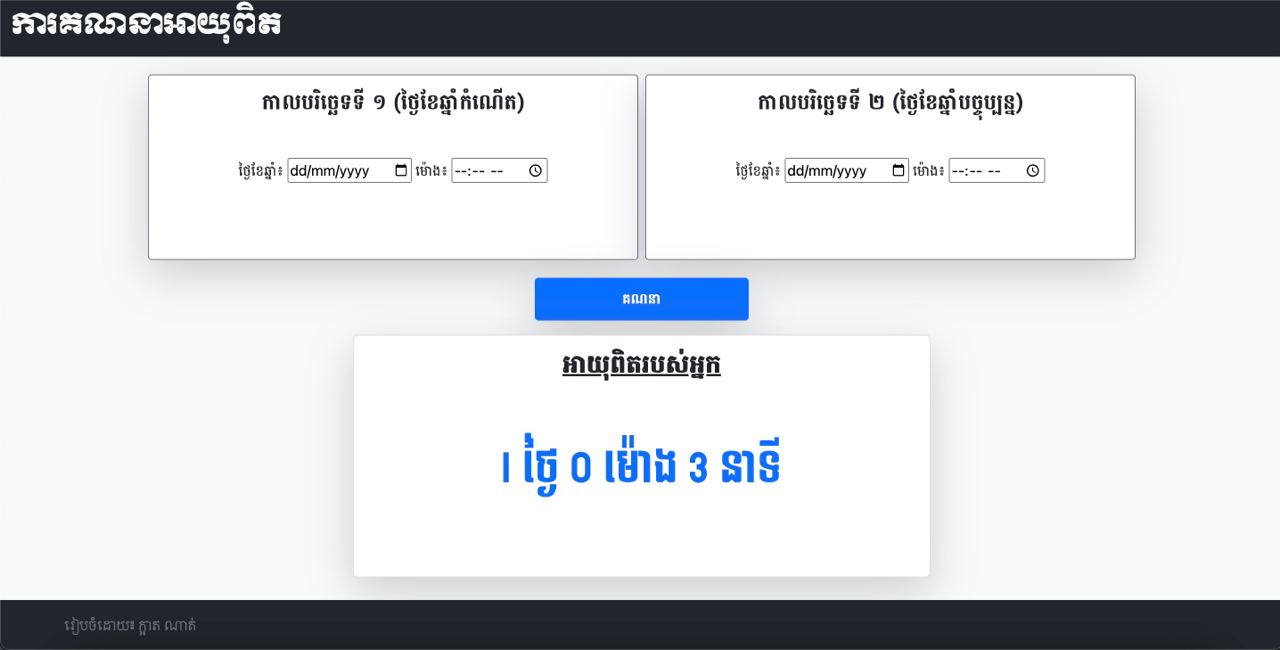 ការគណនាអាយុពិត
កាលបរិច្ឆេទទី ១ (ថ្ងៃខែឆ្នាំកំណើត)
ថ្ងៃខែឆ្នាំ៖ dd/mm/yyyy ម៉ោង៖ --:-- --
កាលបរិច្ឆេទទី ២ (ថ្ងៃខែឆ្នាំបច្ចុប្បន្ន)
ថ្ងៃខែឆ្នាំ៖ dd/mm/yyyy ម៉ោង៖ --:-- --
គណនា
អាយុពិតរបស់អ្នក
1 ថ្ងៃ 0 ម៉ោង 3 នាទី
រៀបចំដោយ៖ ក្អាត ណាត់